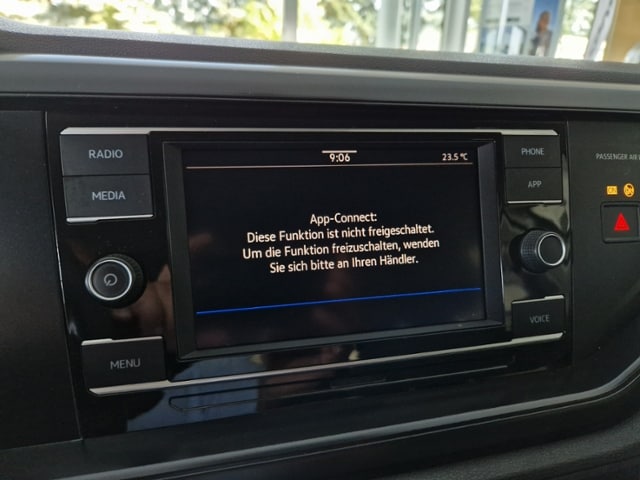 RADIO
MEDIA
MENU
9:06
23.5 °C
App-Connect:
Diese Funktion ist nicht freigeschaltet.
Um die Funktion freizuschalten, wenden
Sie sich bitte an Ihren Händler.
PHONE
APP
VOICE
PASSENGER